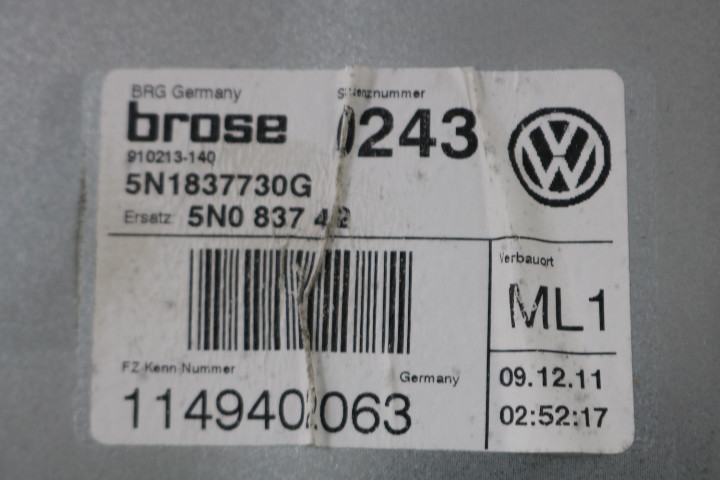 BRG Germany
brose
910213-140
5N1837730G
Ersatz: 5N0 837
0243
VW
FZ Kenn Nummer
Germany
Verbauort
ML1
09.12.11
02:52:17